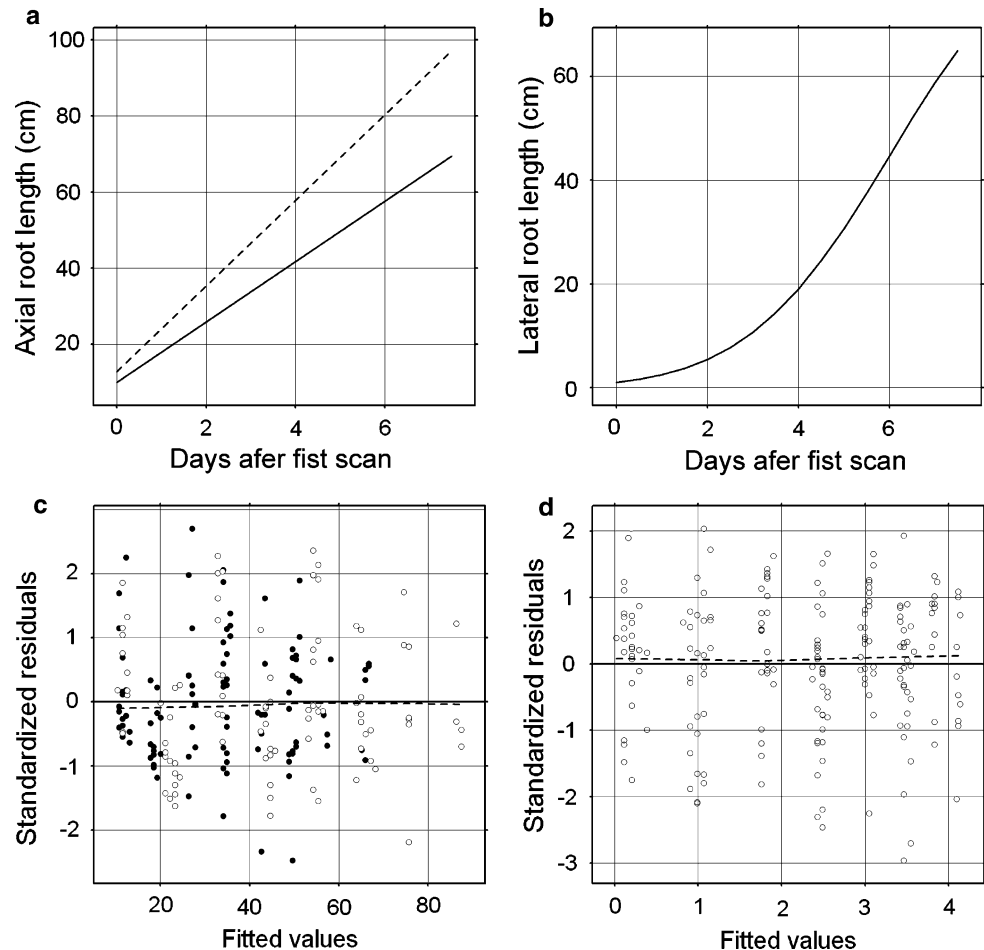 a
100
80
60
40
20
0 2 4 6
Axial root length (cm)
Days afer fist scan
b
60
40
20
0
0 2 4 6
Lateral root length (cm)
Days afer fist scan
c
2
1
0
-1
-2
20 40 60 80
Standardized residuals
Fitted values
d
2
1
0
-1
-2
-3
0 1 2 3 4
Standardized residuals
Fitted values